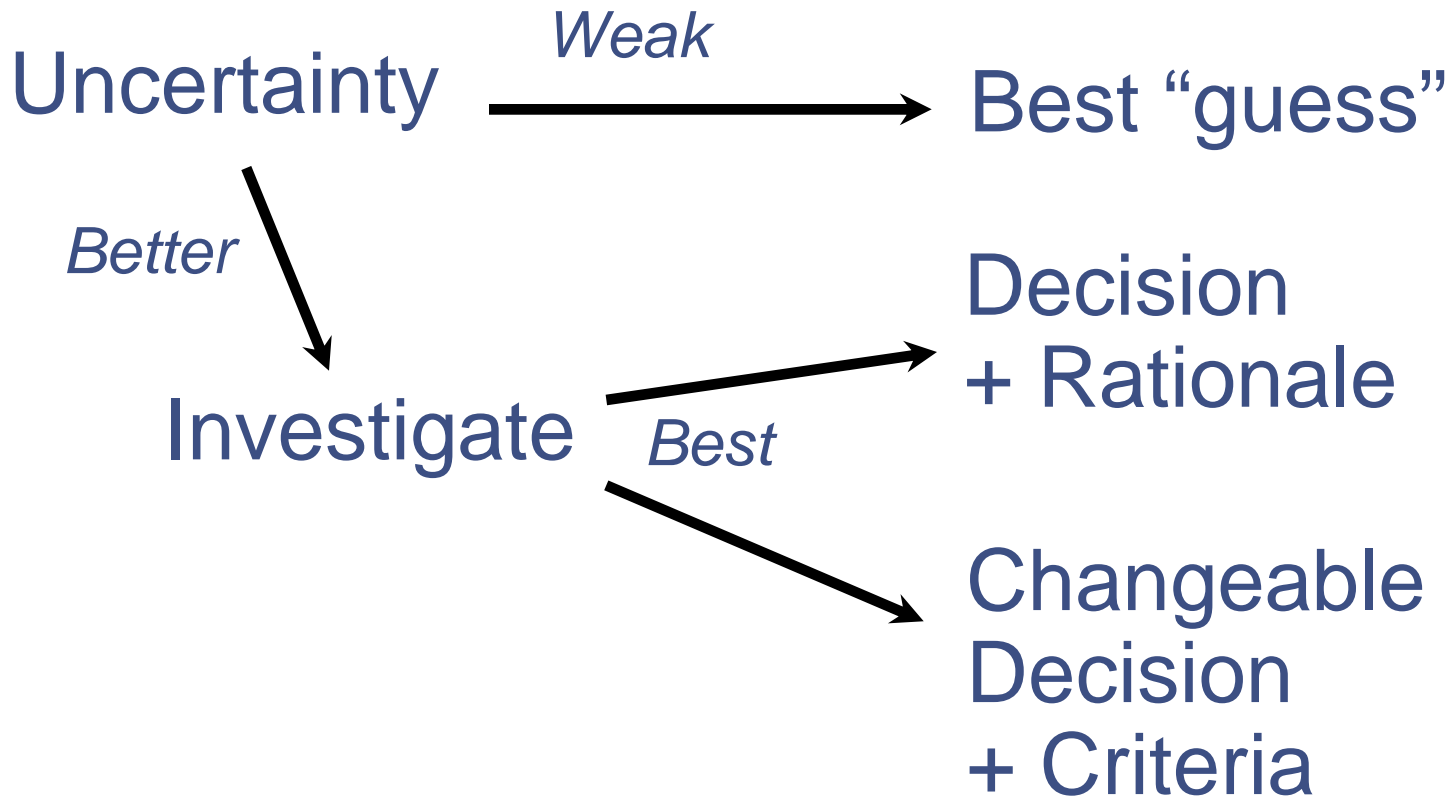 Weak
Uncertainty
Best “guess”
Better
Decision
+ Rationale
Investigate
Best
Changeable
Decision
+ Criteria